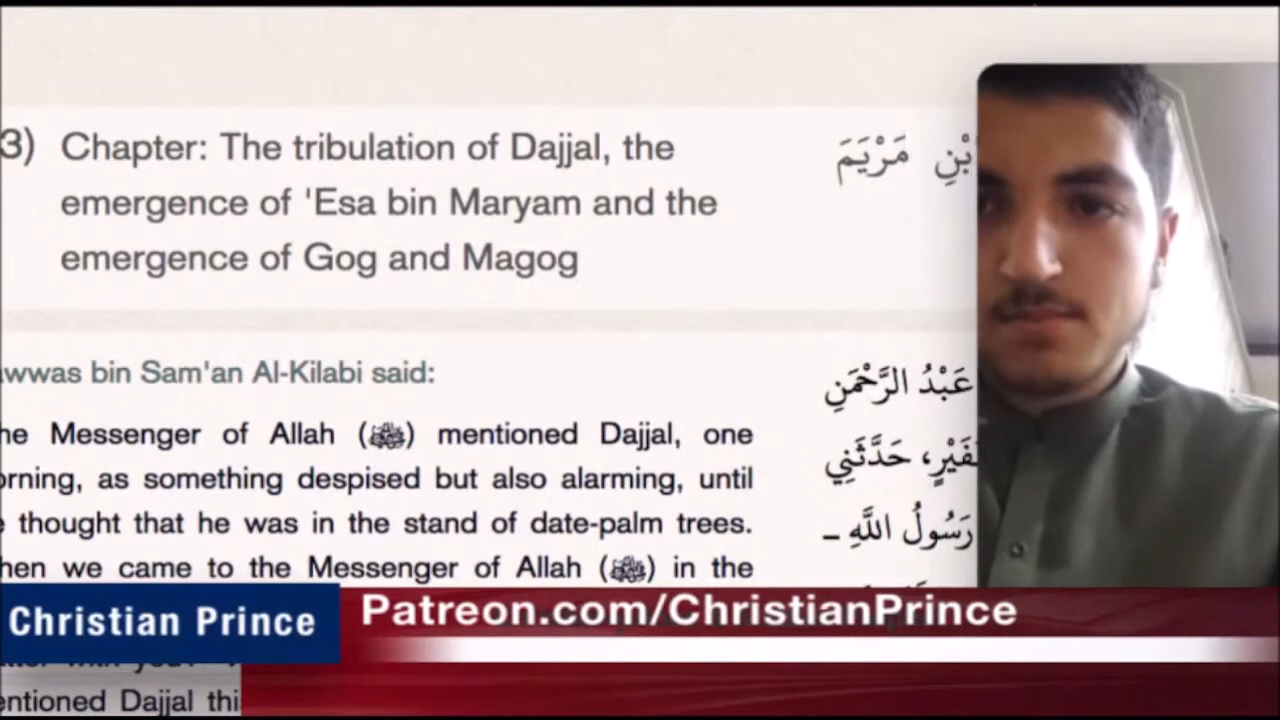 3) Chapter: The tribulation of Dajjal, the
emergence of 'Esa bin Maryam and the
emergence of Gog and Magog
ابْنِ مَرْيَمَ
wwas bin Sam'an Al-Kilabi said:
he Messenger of Allah (ﷺ) mentioned Dajjal, one
orning, as something despised but also alarming, until
thought that he was in the stand of date-palm trees.
hen we came to the Messenger of Allah (ﷺ) in the
entioned Dajjal thi
عَبْدُ الرَّحْمَنِ
نُفَيْرٍ، حَدَّثَنِي
رَسُولُ اللَّهِ -
Christian Prince
Patreon.com/ChristianPrince